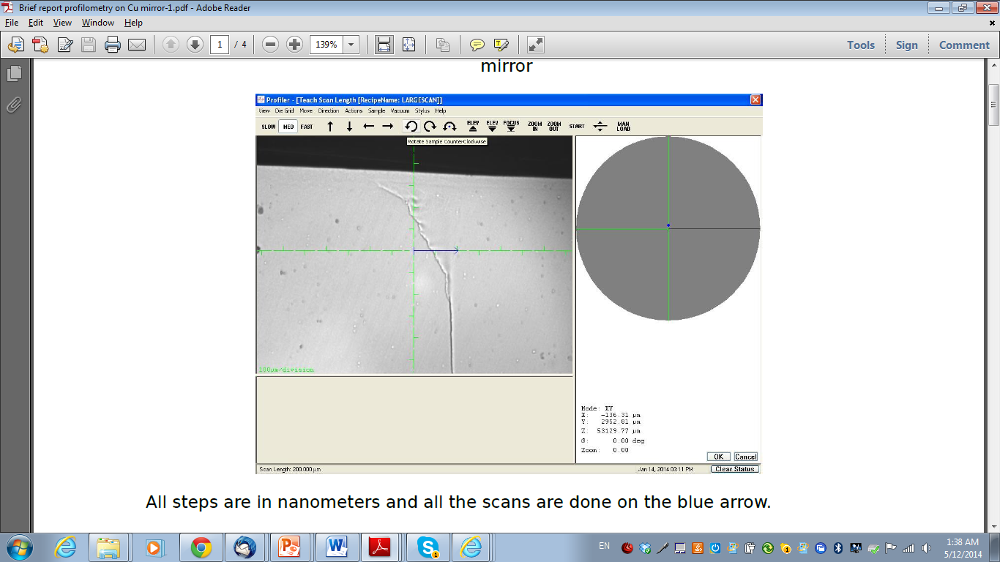 Brief report profilometry on Cu mirror-1.pdf - Adobe Reader
File Edit View Window Help
1 / 4 139% Tools Sign Comment
mirror
Profiler - [Teach Scan Length [RecipeName: LARGESCAN]]
View Die Grid Move Direction Actions Sample Vacuum Stylus Help
SLOW MED FAST ELEV ELEV FOCUS ZOOM IN ZOOM OUT START MAN LOAD
Rotate Sample CounterClockwise
100µm/division
Mode: XY
X: -136.31 µm
Y: 2952.81 µm
Z: 53129.77 µm
Ø: 0.00 deg
Zoom: 0.00
OK Cancel
Scan Length: 200.000 µm Jan 14, 2014 03:11 PM Clear Status
All steps are in nanometers and all the scans are done on the blue arrow.
EN 1:38 AM
5/12/2014